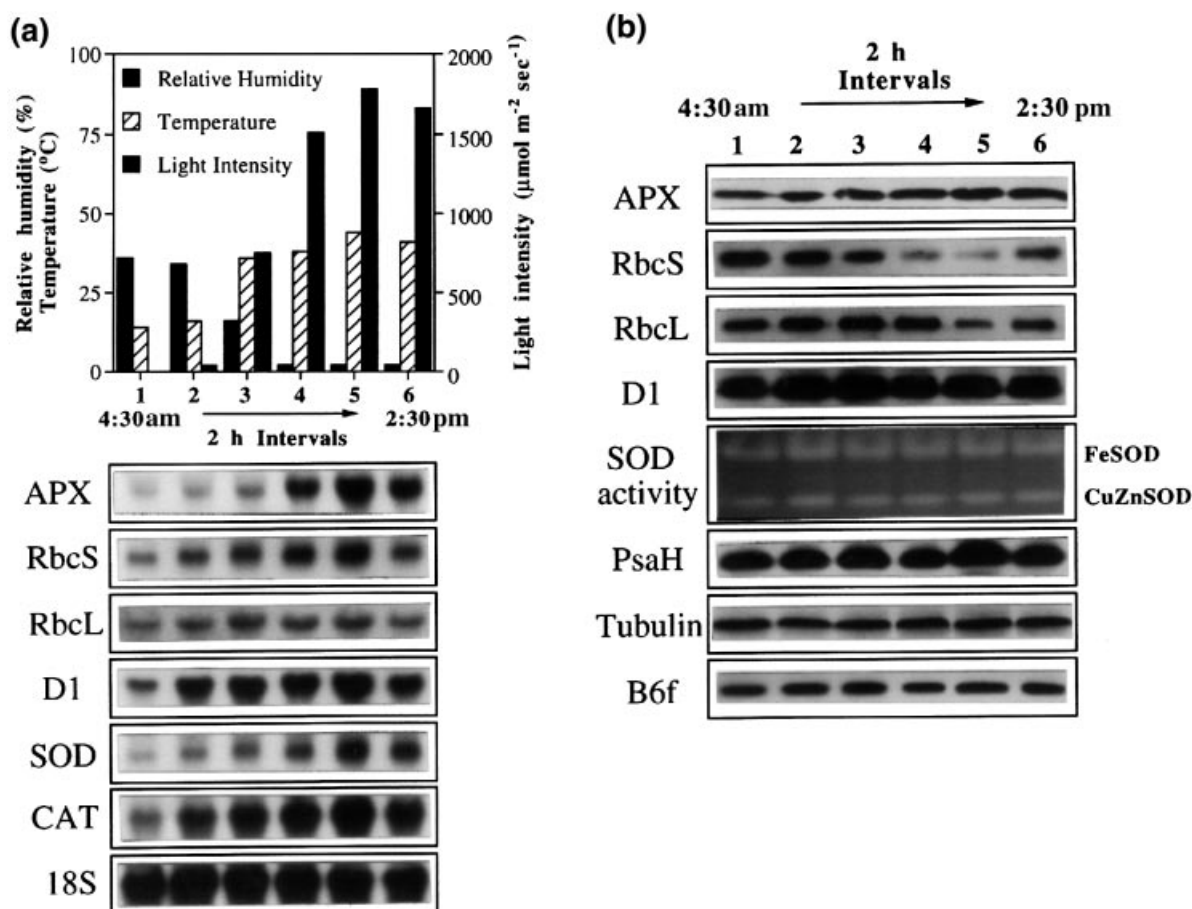 (a)
100
75
50
25
0
Relative humidity (%)
Temperature (ºC)
Relative Humidity
Temperature
Light Intensity
2000
1500
1000
500
0
Light intensity (µmol m⁻² sec⁻¹)
1 2 3 4 5 6
4:30am 2:30 pm
2 h Intervals
APX
RbcS
RbcL
D1
SOD
CAT
18S
(b)
2 h
Intervals
4:30am 2:30 pm
1 2 3 4 5 6
APX
RbcS
RbcL
D1
SOD
activity
FeSOD
CuZnSOD
PsaH
Tubulin
B6f